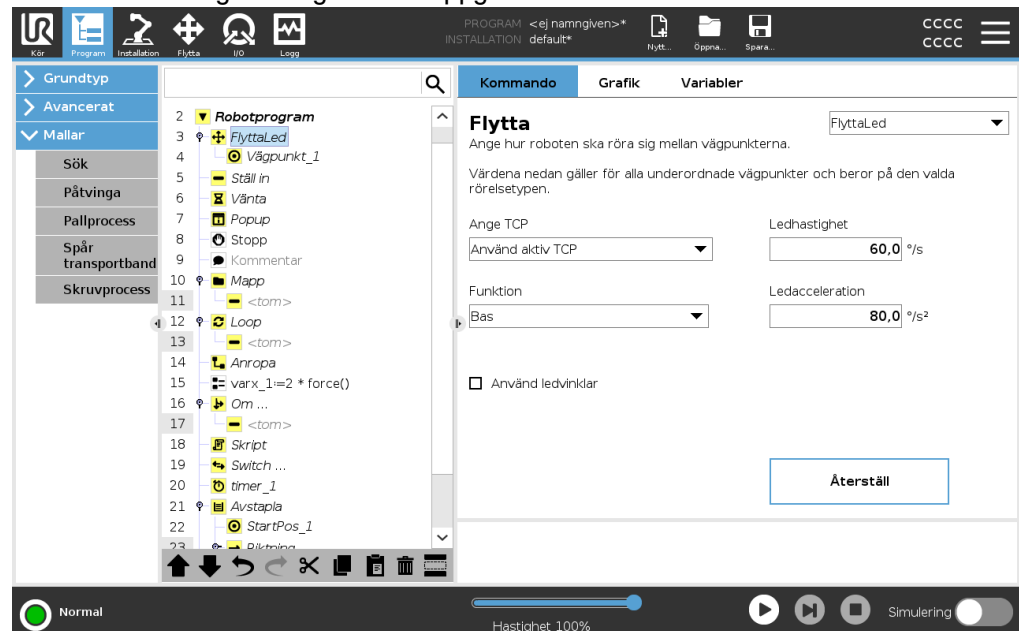 PROGRAM <ej namngiven>*
INSTALLATION default*
UR
Kör
Program
Installation
Flytta
I/O
Logg
Nytt...
Öppna...
Spara...
CCCC
CCCC
Grundtyp
Avancerat
Mallar
Sök
Påtvinga
Pallprocess
Spår
transportband
Skruvprocess
2 Robotprogram
3 FlyttaLed
4 Vägpunkt_1
5 Ställ in
6 Vänta
7 Popup
8 Stopp
9 Kommentar
10 Mapp
11 <tom>
12 Loop
13 <tom>
14 Anropa
15 varx_1:=2 * force()
16 Om ...
17 <tom>
18 Skript
19 Switch ...
20 timer_1
21 Avstapla
22 StartPos_1
23 Riktning
Kommando
Grafik
Variabler
Flytta
FlyttaLed
Ange hur roboten ska röra sig mellan vägpunkterna.
Värdena nedan gäller för alla underordnade vägpunkter och beror på den valda
rörelsetypen.
Ange TCP
Ledhastighet
Använd aktiv TCP
60,0 °/s
Funktion
Ledacceleration
Bas
80,0 °/s²
Använd ledvinklar
Återställ
Normal
Hastighet 100%
Simulering